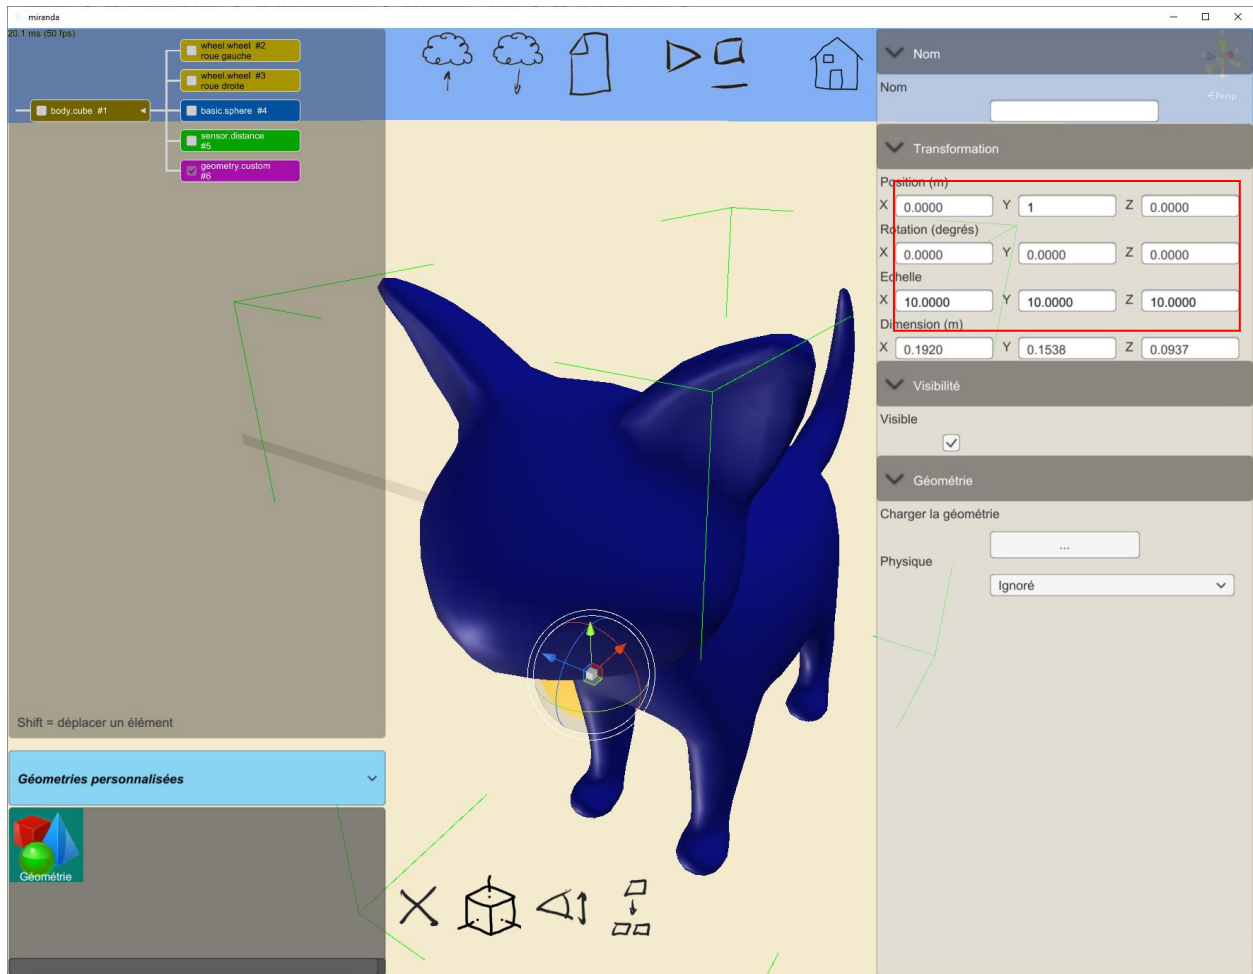 miranda
20,1 ms (50 fps)
wheel.wheel #2
roue gauche
wheel.wheel #3
roue droite
body.cube #1
basic.sphere #4
sensor.distance
#5
geometry.custom
#6
Shift = déplacer un élément
Géometries personnalisées
Géométrie
Nom
Nom
Persp
Transformation
Position (m)
X 0.0000 Y 1 Z 0.0000
Rotation (degrés)
X 0.0000 Y 0.0000 Z 0.0000
Echelle
X 10.0000 Y 10.0000 Z 10.0000
Dimension (m)
X 0.1920 Y 0.1538 Z 0.0937
Visibilité
Visible
Géométrie
Charger la géométrie
...
Physique
Ignoré